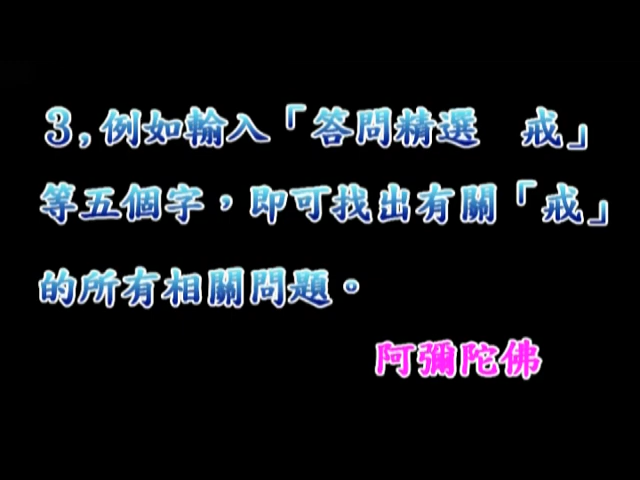 3,例如輸入「答問精選　戒」
等五個字，即可找出有關「戒」
的所有相關問題。
阿彌陀佛